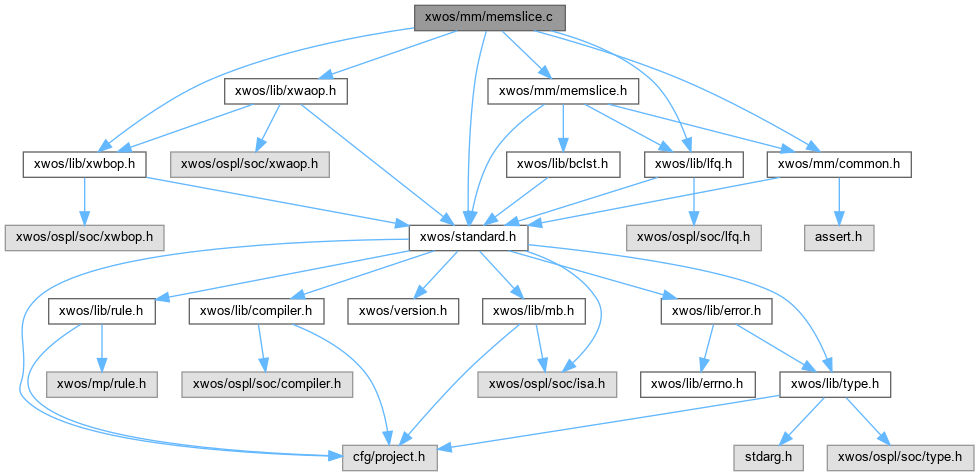 xwos/mm/memslice.c
xwos/lib/xwaop.h
xwos/mm/memslice.h
xwos/lib/xwbop.h
xwos/ospl/soc/xwaop.h
xwos/lib/bclst.h
xwos/lib/lfq.h
xwos/mm/common.h
xwos/ospl/soc/xwbop.h
xwos/standard.h
xwos/ospl/soc/lfq.h
assert.h
xwos/lib/rule.h
xwos/lib/compiler.h
xwos/version.h
xwos/lib/mb.h
xwos/lib/error.h
xwos/mp/rule.h
xwos/ospl/soc/compiler.h
xwos/ospl/soc/isa.h
xwos/lib/errno.h
xwos/lib/type.h
cfg/project.h
stdarg.h
xwos/ospl/soc/type.h